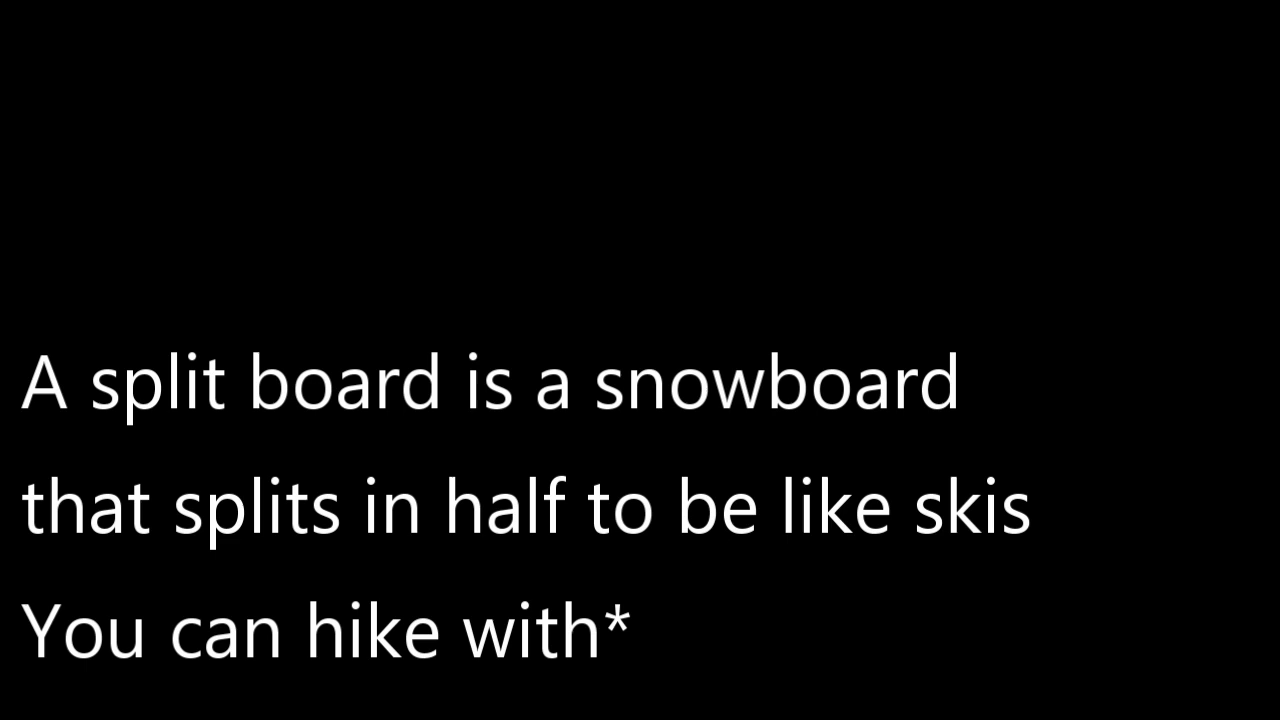 A split board is a snowboard
that splits in half to be like skis
You can hike with*